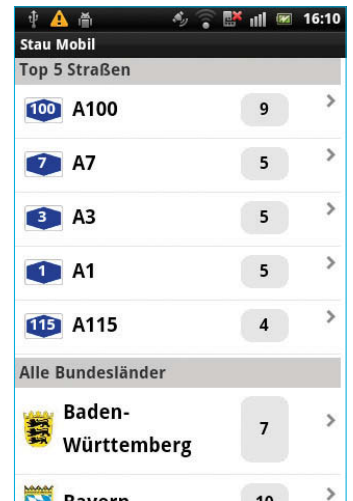 16:10
Stau Mobil
Top 5 Straßen
100 A100 9
7 A7 5
3 A3 5
1 A1 5
115 A115 4
Alle Bundesländer
Baden-
Württemberg 7
Bayern 10